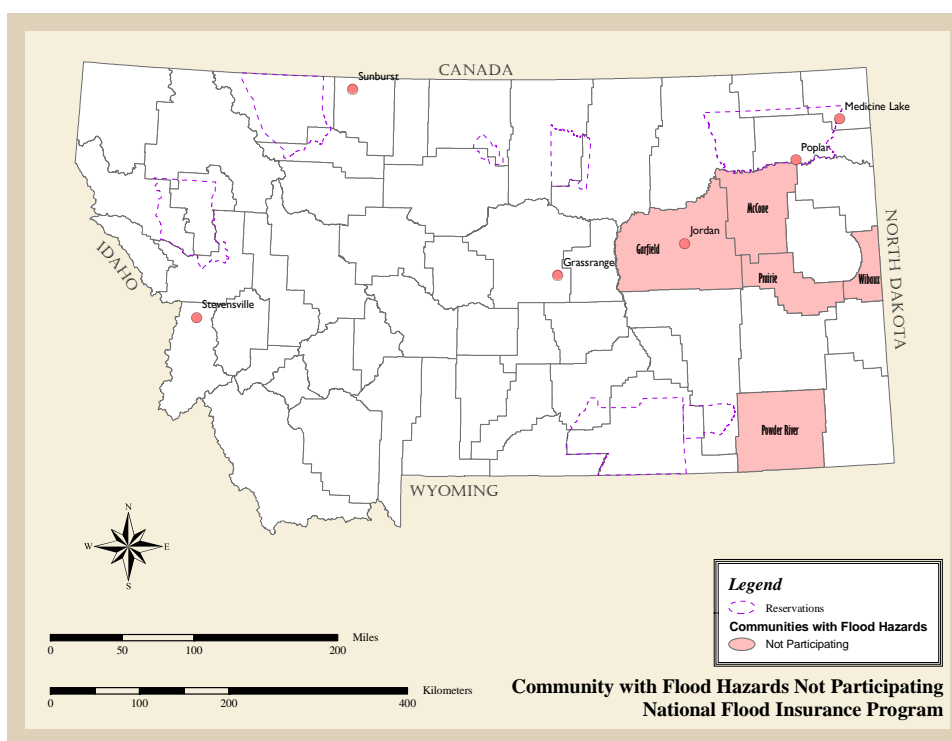 CANADA
Sunburst
Medicine Lake
Poplar
McCone
Jordan
Garfield
Grassrange
Prairie
Wibaux
IDAHO
NORTH DAKOTA
Stevensville
Powder River
WYOMING
N
W
E
S
Legend
Reservations
Communities with Flood Hazards
Not Participating
Miles
0 50 100 200
Kilometers
0 100 200 400
Community with Flood Hazards Not Participating
National Flood Insurance Program